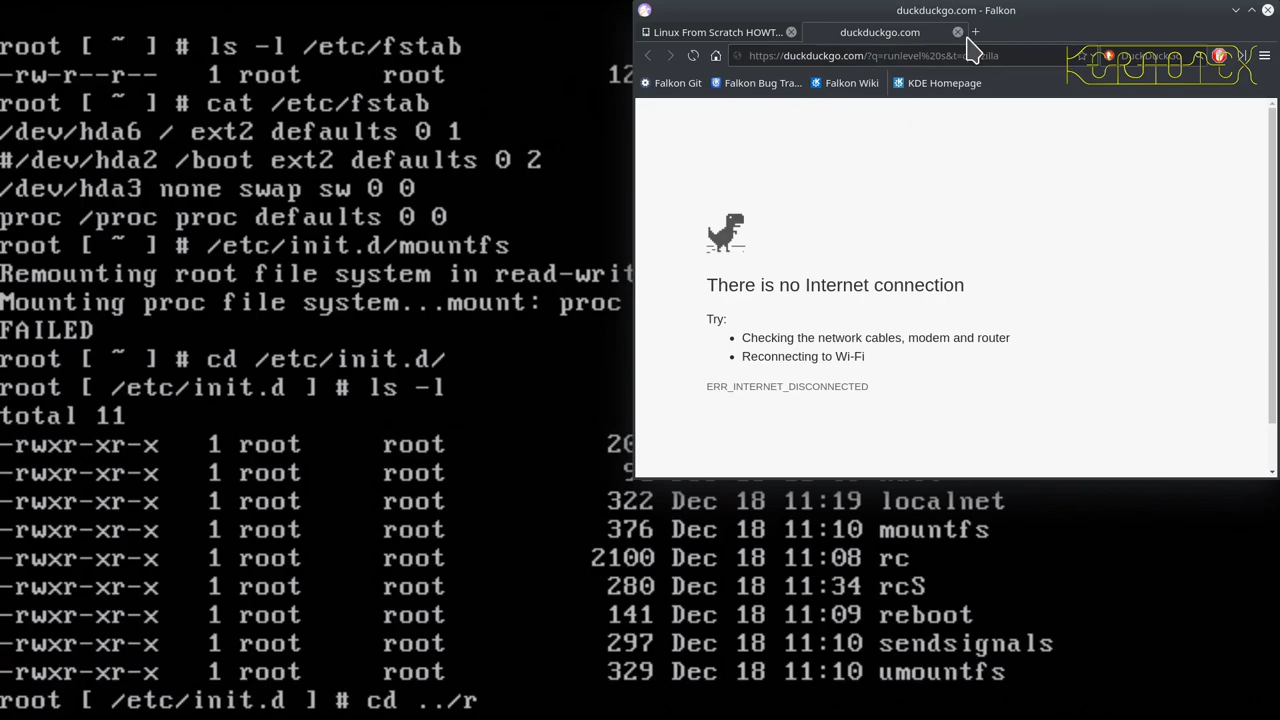 root [ ~ ] # ls -l /etc/fstab
-rw-r--r-- 1 root root 12
root [ ~ ] # cat /etc/fstab
/dev/hda6 / ext2 defaults 0 1
#/dev/hda2 /boot ext2 defaults 0 2
/dev/hda3 none swap sw 0 0
proc /proc proc defaults 0 0
root [ ~ ] # /etc/init.d/mountfs
Remounting root file system in read-writ
Mounting proc file system...mount: proc
FAILED
root [ ~ ] # cd /etc/init.d/
root [ /etc/init.d ] # ls -l
total 11
-rwxr-xr-x 1 root root 20
-rwxr-xr-x 1 root root
-rwxr-xr-x 1 root root 322 Dec 18 11:19 localnet
-rwxr-xr-x 1 root root 376 Dec 18 11:10 mountfs
-rwxr-xr-x 1 root root 2100 Dec 18 11:08 rc
-rwxr-xr-x 1 root root 280 Dec 18 11:34 rcS
-rwxr-xr-x 1 root root 141 Dec 18 11:09 reboot
-rwxr-xr-x 1 root root 297 Dec 18 11:10 sendsignals
-rwxr-xr-x 1 root root 329 Dec 18 11:10 umountfs
root [ /etc/init.d ] # cd ../r
duckduckgo.com - Falkon
Linux From Scratch HOWT... duckduckgo.com
https://duckduckgo.com/?q=runlevel%20s&t=
Falkon Git Falkon Bug Tra... Falkon Wiki KDE Homepage
There is no Internet connection
Try:
• Checking the network cables, modem and router
• Reconnecting to Wi-Fi
ERR_INTERNET_DISCONNECTED